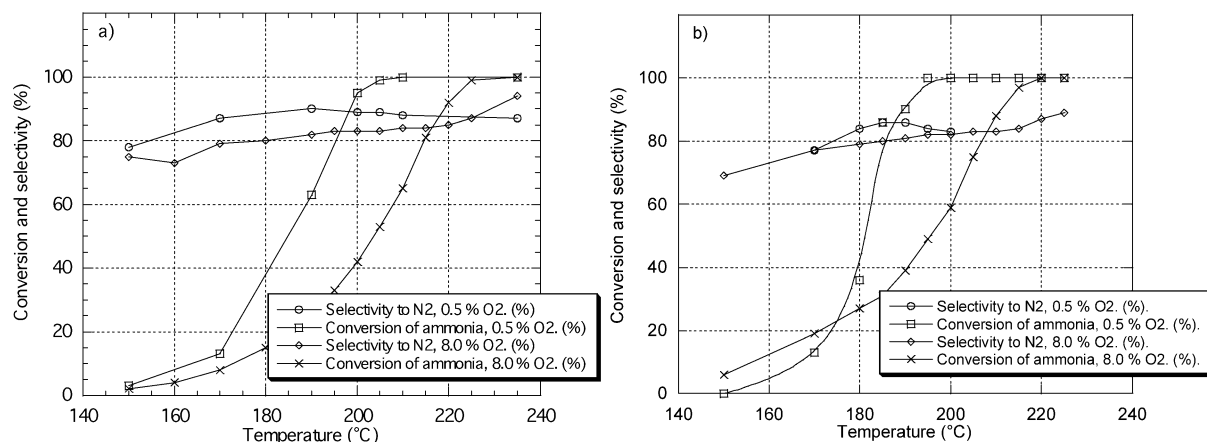 a)
Conversion and selectivity (%)
100
80
60
40
20
0
140 160 180 200 220 240
Temperature (°C)
Selectivity to N2, 0.5 % O2. (%)
Conversion of ammonia, 0.5 % O2. (%)
Selectivity to N2, 8.0 % O2. (%)
Conversion of ammonia, 8.0 % O2. (%)
b)
Conversion and selectivity (%)
100
80
60
40
20
0
140 160 180 200 220 240
Temperature (°C)
Selectivity to N2, 0.5 % O2. (%).
Conversion of ammonia, 0.5 % O2. (%).
Selectivity to N2, 8.0 % O2. (%).
Conversion of ammonia, 8.0 % O2. (%).